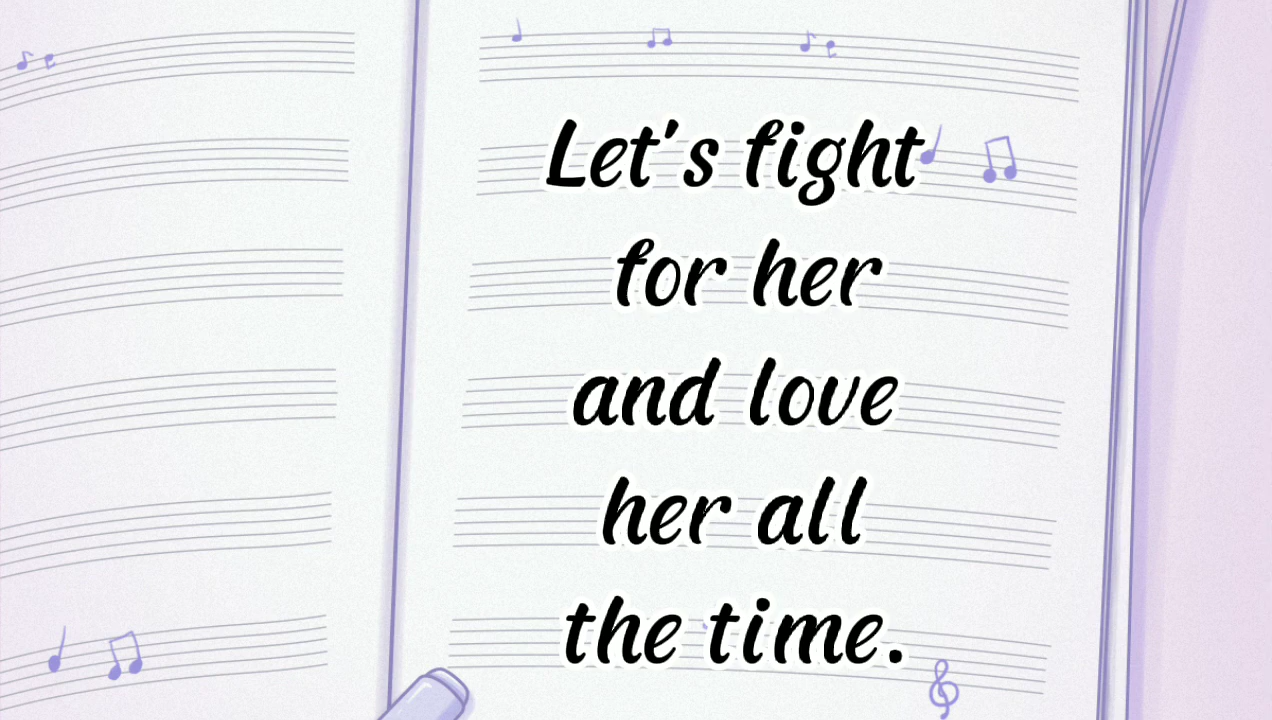 Let's fight
for her
and love
her all
the time.